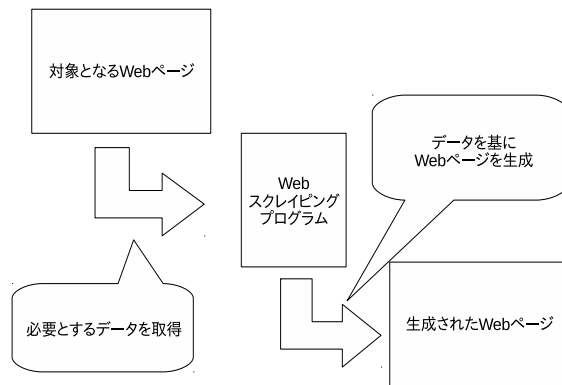 対象となるWebページ
データを基に
Webページを生成
Web
スクレイピング
プログラム
必要とするデータを取得
生成されたWebページ